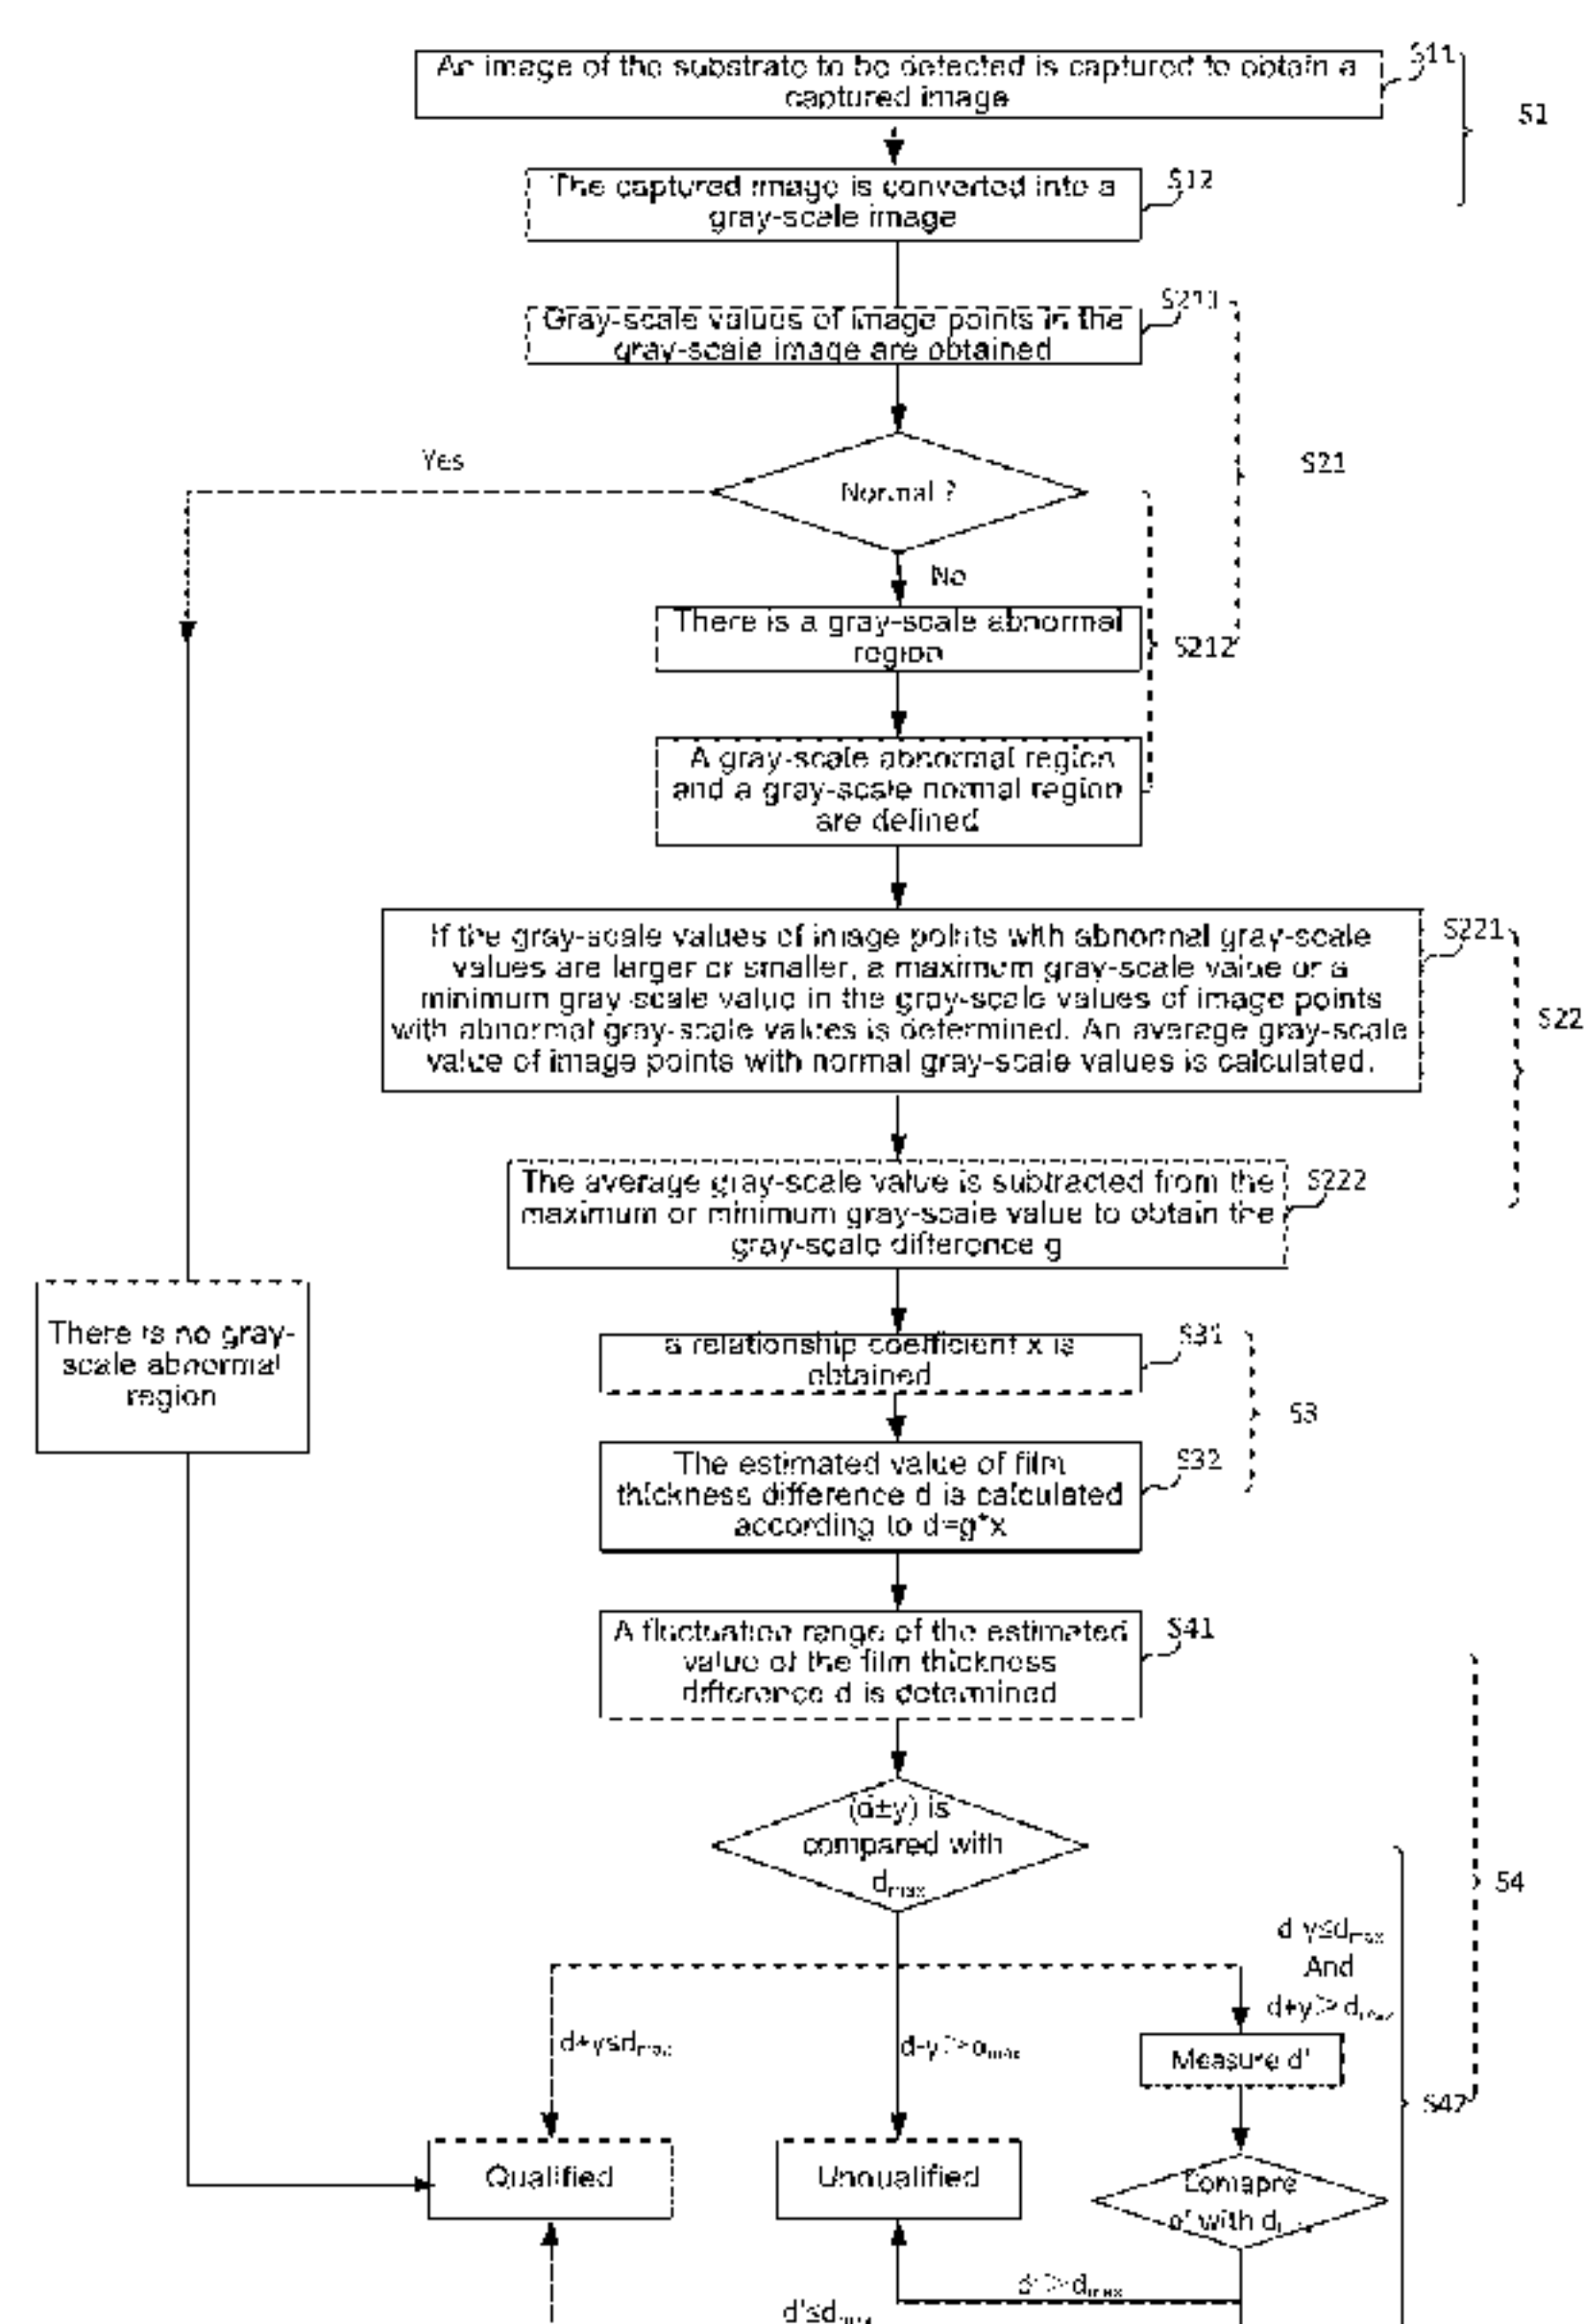 An image of the substrate to be detected is captured to obtain a
captured image
S11
S1
The captured image is converted into a
gray-scale image
S12
Gray-scale values of image points in the
gray-scale image are obtained
S211
S21
Normal ?
Yes
No
There is a gray-scale abnormal
region
S212
A gray-scale abnormal region
and a gray-scale normal region
are defined
If the gray-scale values of image points with abnormal gray-scale
values are larger or smaller, a maximum gray-scale value or a
minimum gray-scale value in the gray-scale values of image points
with abnormal gray-scale values is determined. An average gray-scale
value of image points with normal gray-scale values is calculated.
S221
S22
The average gray-scale value is subtracted from the
maximum or minimum gray-scale value to obtain the
gray-scale difference g
S222
There is no gray-
scale abnormal
region
a relationship coefficient x is
obtained
S31
S3
The estimated value of film
thickness difference d is calculated
according to d=g*x
S32
A fluctuation range of the estimated
value of the film thickness
difference d is determined
S41
(d±y) is
compared with
dmax
S4
d-y≤dmax
And
d+y>dmax
d+y≤dmax
d-y>dmax
Measure d'
S42
Qualified
Unqualified
Comapre
d' with d
d'>dmax
d'≤dmax